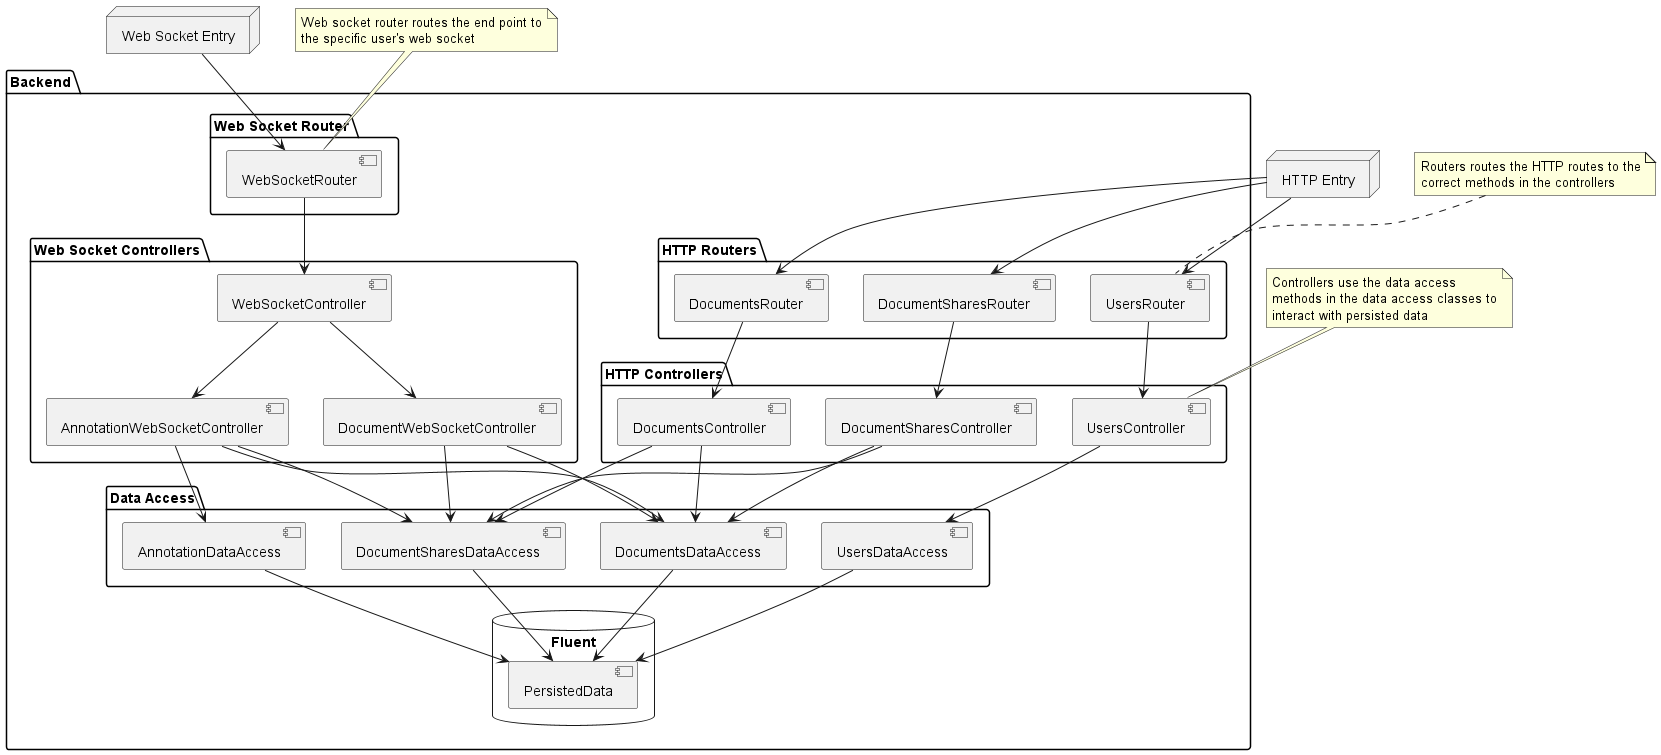 Web Socket Entry
Web socket router routes the end point to
the specific user's web socket
Backend
Web Socket Router
WebSocketRouter
HTTP Entry
Routers routes the HTTP routes to the
correct methods in the controllers
Web Socket Controllers
HTTP Routers
WebSocketController
DocumentsRouter
DocumentSharesRouter
UsersRouter
Controllers use the data access
methods in the data access classes to
interact with persisted data
HTTP Controllers
AnnotationWebSocketController
DocumentWebSocketController
DocumentsController
DocumentSharesController
UsersController
Data Access
AnnotationDataAccess
DocumentSharesDataAccess
DocumentsDataAccess
UsersDataAccess
Fluent
PersistedData